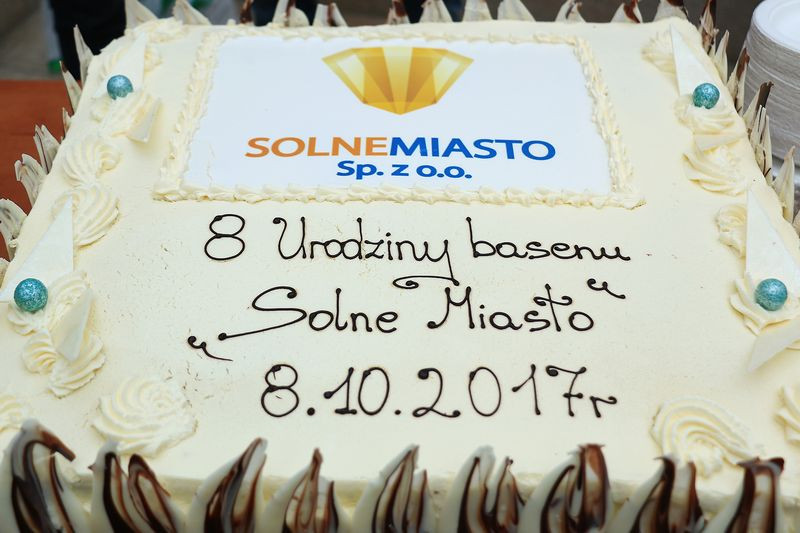 SOLNEMIASTO
Sp. z o.o.
8 Urodziny basenu
„Solne Miasto"
8.10.2017r